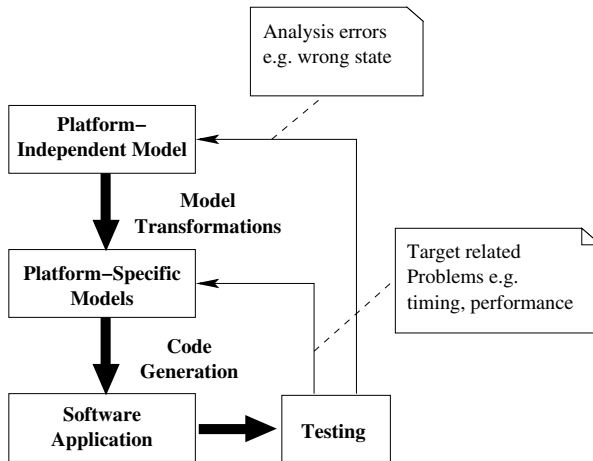 Analysis errors
e.g. wrong state
Platform−
Independent Model
Model
Transformations
Target related
Problems e.g.
timing, performance
Platform−Specific
Models
Code
Generation
Software
Application
Testing